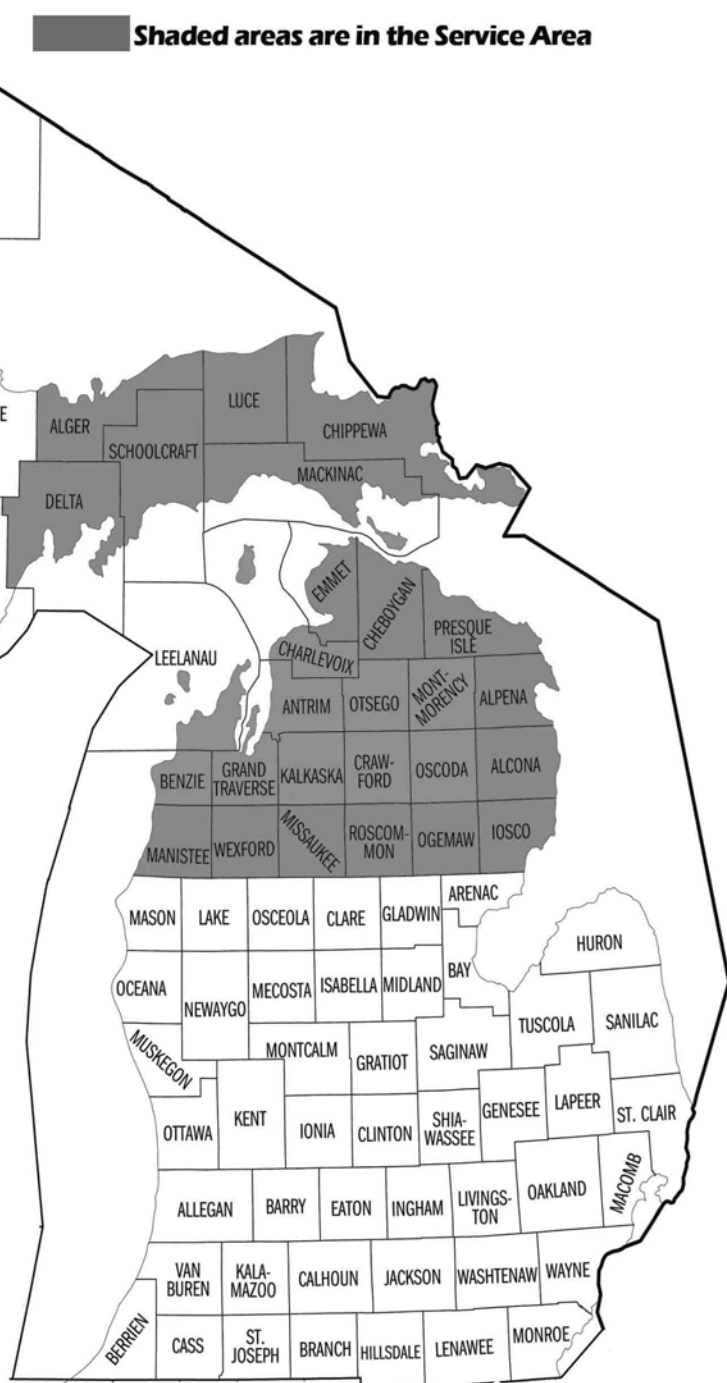 Shaded areas are in the Service Area
E
ALGER
LUCE
SCHOOLCRAFT
CHIPPEWA
MACKINAC
DELTA
EMMET
CHEBOYGAN
PRESQUE
ISLE
LEELANAU
CHARLEVOIX
ANTRIM
OTSEGO
MONT-
MORENCY
ALPENA
BENZIE
GRAND
TRAVERSE
KALKASKA
CRAW-
FORD
OSCODA
ALCONA
MANISTEE
WEXFORD
MISSAUKEE
ROSCOM-
MON
OGEMAW
IOSCO
MASON
LAKE
OSCEOLA
CLARE
GLADWIN
ARENAC
HURON
OCEANA
NEWAYGO
MECOSTA
ISABELLA
MIDLAND
BAY
TUSCOLA
SANILAC
MUSKEGON
MONTCALM
GRATIOT
SAGINAW
OTTAWA
KENT
IONIA
CLINTON
SHIA-
WASSEE
GENESEE
LAPEER
ST. CLAIR
ALLEGAN
BARRY
EATON
INGHAM
LIVINGS-
TON
OAKLAND
MACOMB
VAN
BUREN
KALA-
MAZOO
CALHOUN
JACKSON
WASHTENAW
WAYNE
BERRIEN
CASS
ST.
JOSEPH
BRANCH
HILLSDALE
LENAWEE
MONROE